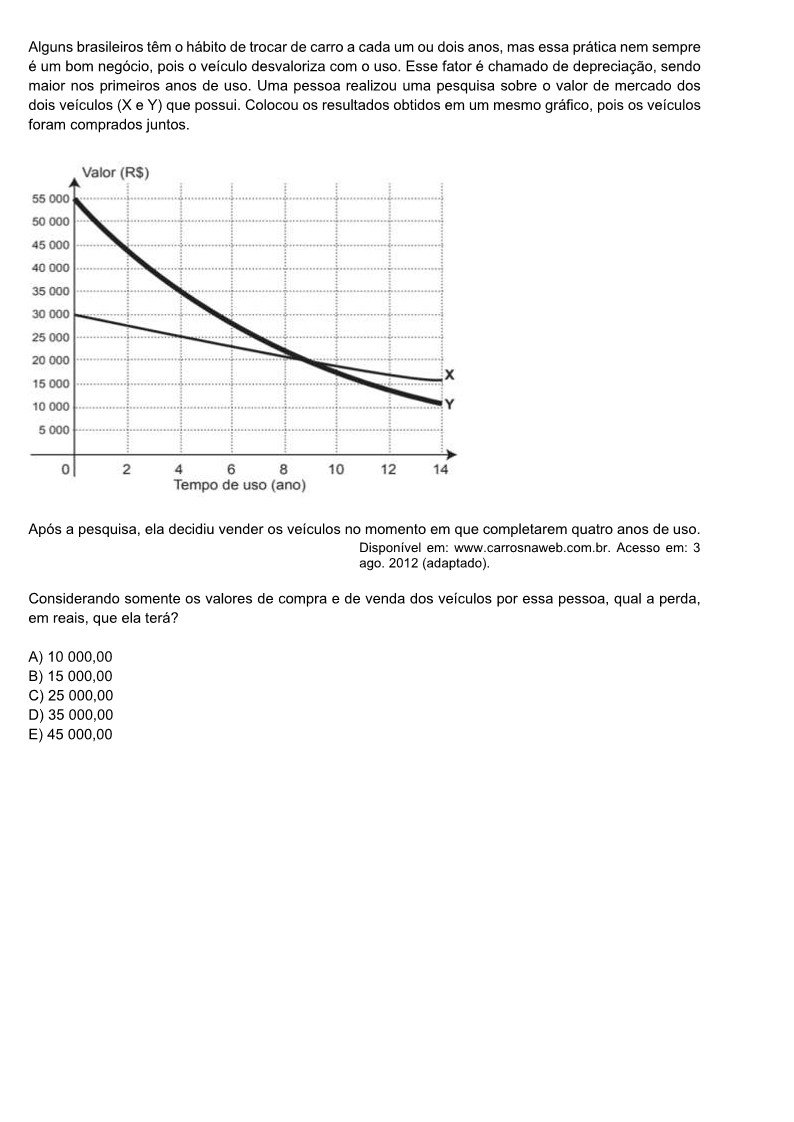 Alguns brasileiros têm o hábito de trocar de carro a cada um ou dois anos, mas essa prática nem sempre
é um bom negócio, pois o veículo desvaloriza com o uso. Esse fator é chamado de depreciação, sendo
maior nos primeiros anos de uso. Uma pessoa realizou uma pesquisa sobre o valor de mercado dos
dois veículos (X e Y) que possui. Colocou os resultados obtidos em um mesmo gráfico, pois os veículos
foram comprados juntos.
Valor (R$)
55 000
50 000
45 000
40 000
35 000
30 000
25 000
20 000
15 000
10 000
5 000
X
Y
0 2 4 6 8 10 12 14
Tempo de uso (ano)
Após a pesquisa, ela decidiu vender os veículos no momento em que completarem quatro anos de uso.
Disponível em: www.carrosnaweb.com.br. Acesso em: 3
ago. 2012 (adaptado).
Considerando somente os valores de compra e de venda dos veículos por essa pessoa, qual a perda,
em reais, que ela terá?
A) 10 000,00
B) 15 000,00
C) 25 000,00
D) 35 000,00
E) 45 000,00